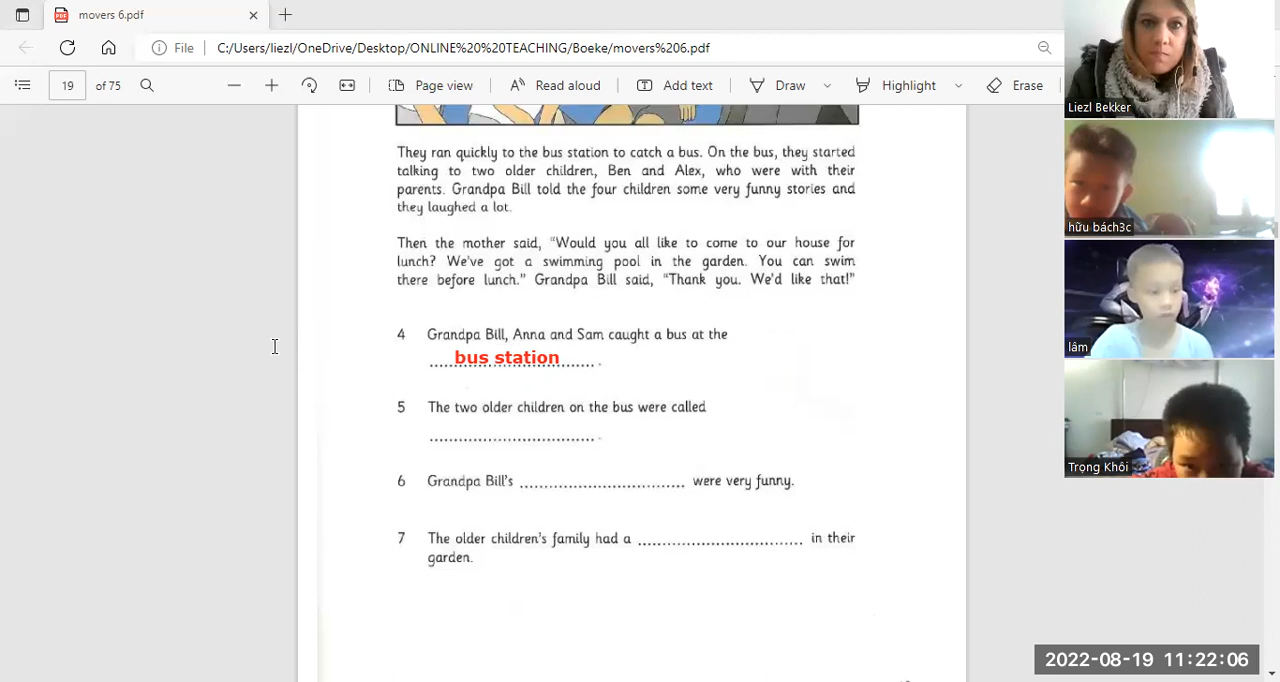 movers 6.pdf
File
C:/Users/liezl/OneDrive/Desktop/ONLINE%20%20TEACHING/Boeke/movers%206.pdf
19 of 75
Page view
Read aloud
Add text
Draw
Highlight
Erase
They ran quickly to the bus station to catch a bus. On the bus, they started
talking to two older children, Ben and Alex, who were with their
parents. Grandpa Bill told the four children some very funny stories and
they laughed a lot.
Then the mother said, “Would you all like to come to our house for
lunch? We’ve got a swimming pool in the garden. You can swim
there before lunch.” Grandpa Bill said, “Thank you. We’d like that!”
4 Grandpa Bill, Anna and Sam caught a bus at the
bus station.
5 The two older children on the bus were called
............................... .
6 Grandpa Bill’s ............................... were very funny.
7 The older children’s family had a ............................... in their
garden.
Liezl Bekker
hữu bách3c
lâm
Trọng Khôi
2022-08-19 11:22:06